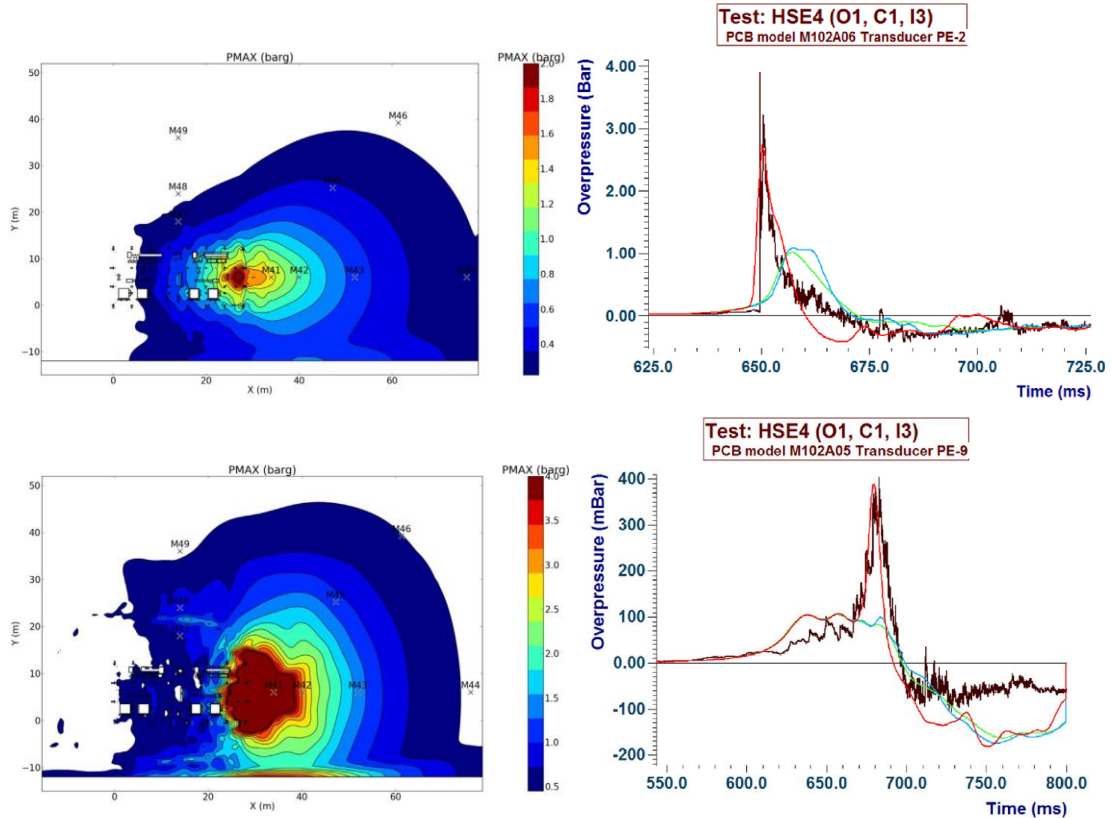 PMAX (barg)
PMAX (barg)
50
40
30
20
10
0
−10
Y (m)
0
20
40
60
X (m)
M49
M46
M48
M41
M42
M43
2.0
1.8
1.6
1.4
1.2
1.0
0.8
0.6
0.4
Test: HSE4 (O1, C1, I3)
PCB model M102A06 Transducer PE-2
Overpressure (Bar)
4.00
3.00
2.00
1.00
0.00
625.0
650.0
675.0
700.0
725.0
Time (ms)
PMAX (barg)
PMAX (barg)
50
40
30
20
10
0
−10
Y (m)
0
20
40
60
X (m)
M49
M46
M41
M42
M43
M44
4.0
3.5
3.0
2.5
2.0
1.5
1.0
0.5
Test: HSE4 (O1, C1, I3)
PCB model M102A05 Transducer PE-9
Overpressure (mBar)
400
300
200
100
0.00
-100
-200
550
600
650
700
750
800
Time (ms)